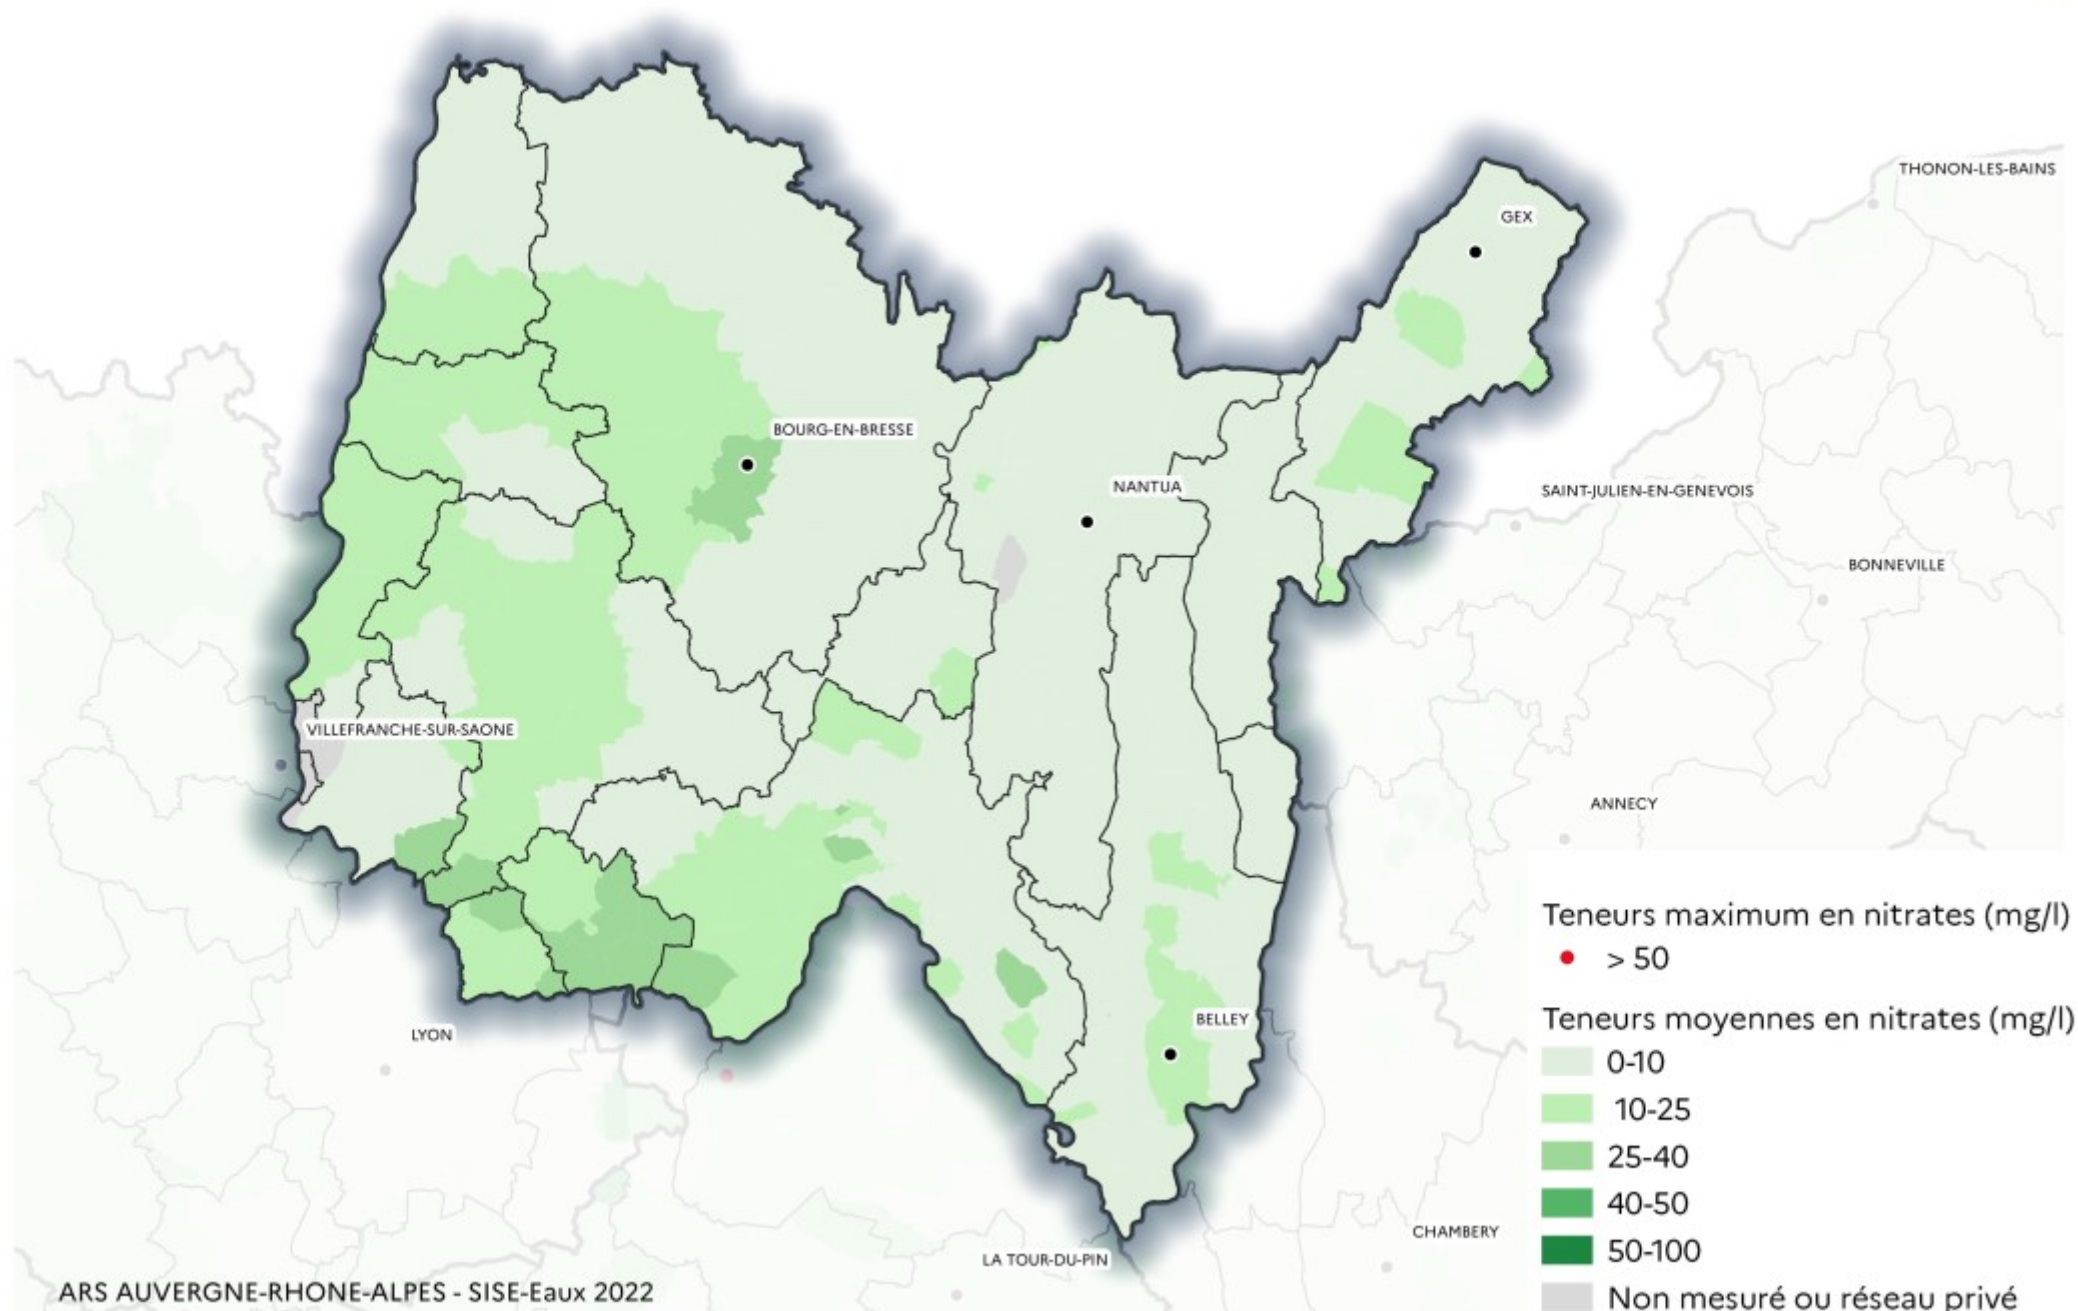 THONON-LES-BAINS
GEX
BOURG-EN-BRESSE
NANTUA
SAINT-JULIEN-EN-GENEVOIS
BONNEVILLE
VILLEFRANCHE-SUR-SAONE
ANNECY
BELLEY
LYON
CHAMBERY
LA TOUR-DU-PIN
Teneurs maximum en nitrates (mg/l)
> 50
Teneurs moyennes en nitrates (mg/l)
0-10
10-25
25-40
40-50
50-100
Non mesuré ou réseau privé
ARS AUVERGNE-RHONE-ALPES - SISE-Eaux 2022